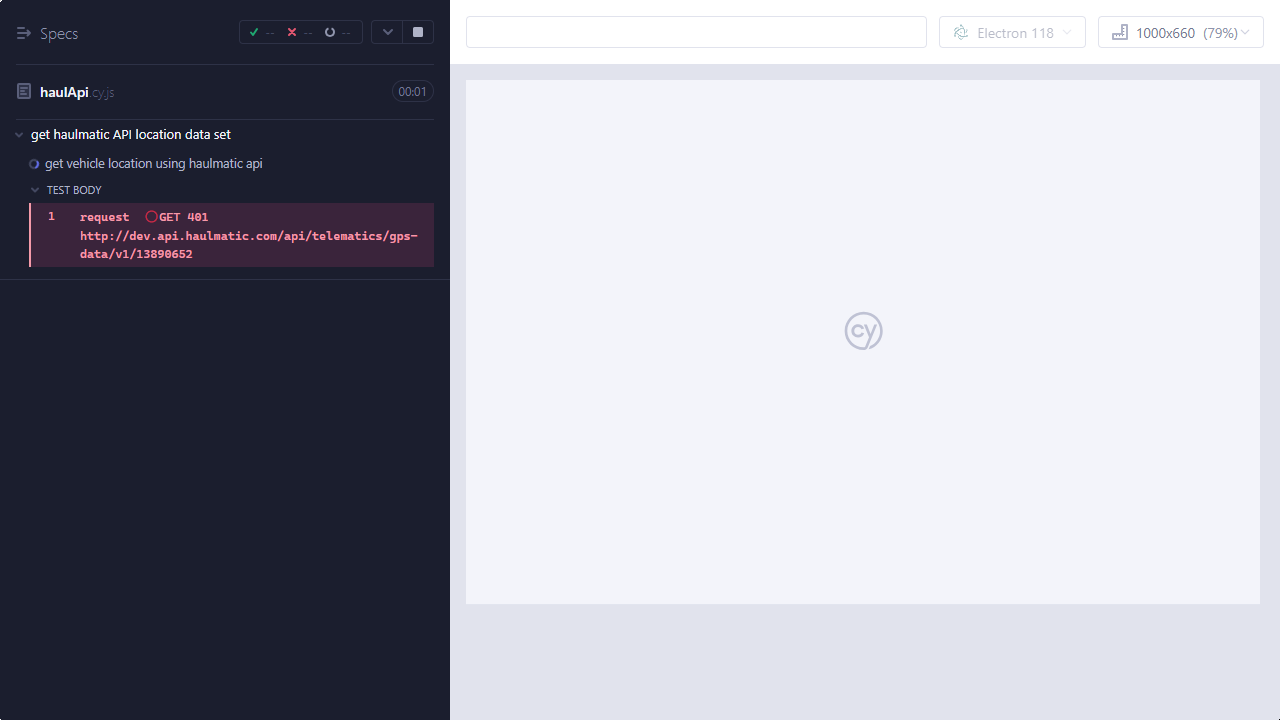 Specs
-- -- --
Electron 118
1000x660 (79%)
haulApi.cy.js
00:01
get haulmatic API location data set
get vehicle location using haulmatic api
TEST BODY
1 request GET 401
http://dev.api.haulmatic.com/api/telematics/gps-
data/v1/13890652
cy